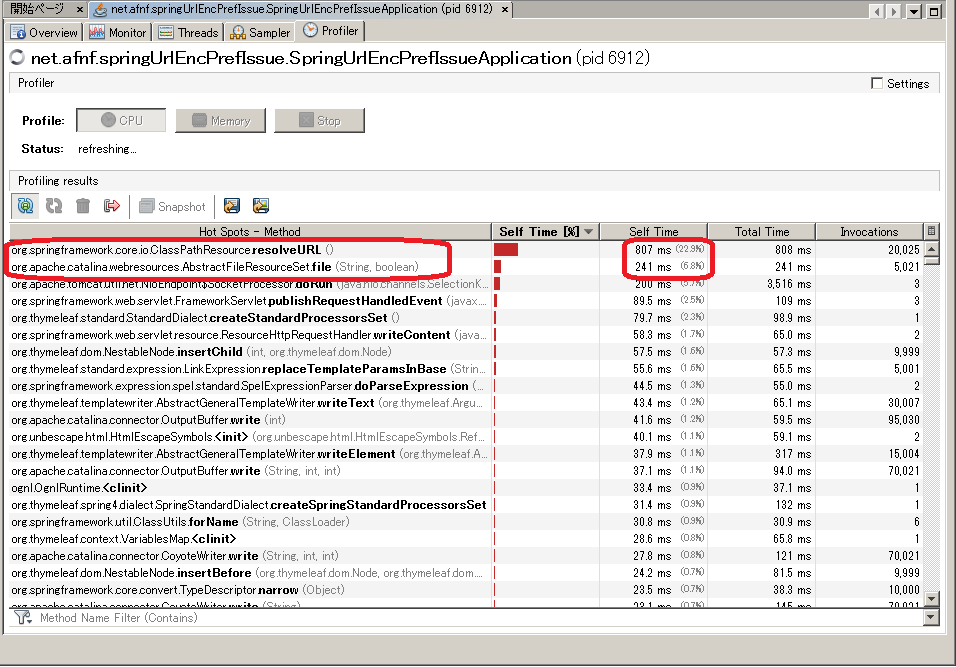 開始ページ × net.afnf.springUrlEncPrefIssue.SpringUrlEncPrefIssueApplication (pid 6912) ×
Overview Monitor Threads Sampler Profiler
net.afnf.springUrlEncPrefIssue.SpringUrlEncPrefIssueApplication (pid 6912)
Profiler Settings
Profile: CPU Memory Stop
Status: refreshing...
Profiling results
Snapshot
Hot Spots - Method Self Time [%] Self Time Total Time Invocations
org.springframework.core.io.ClassPathResource.resolveURL () 807 ms (22.9%) 808 ms 20,025
org.apache.catalina.webresources.AbstractFileResourceSet.file (String, boolean) 241 ms (6.8%) 241 ms 5,021
org.apache.tomcat.util.net.NioEndpoint$SocketProcessor.doRun (java.nio.channels.SelectionK... 200 ms (5.7%) 3,516 ms 3
org.springframework.web.servlet.FrameworkServlet.publishRequestHandledEvent (javax... 89.5 ms (2.5%) 109 ms 3
org.thymeleaf.standard.StandardDialect.createStandardProcessorsSet () 79.7 ms (2.3%) 98.9 ms 1
org.springframework.web.servlet.resource.ResourceHttpRequestHandler.writeContent (java... 58.3 ms (1.7%) 65.0 ms 2
org.thymeleaf.dom.NestableNode.insertChild (int, org.thymeleaf.dom.Node) 57.5 ms (1.6%) 57.3 ms 9,999
org.thymeleaf.standard.expression.LinkExpression.replaceTemplateParamsInBase (Strin... 55.6 ms (1.6%) 65.5 ms 5,001
org.springframework.expression.spel.standard.SpelExpressionParser.doParseExpression (... 44.5 ms (1.3%) 55.0 ms 2
org.thymeleaf.templatewriter.AbstractGeneralTemplateWriter.writeText (org.thymeleaf.Argu... 43.4 ms (1.2%) 65.1 ms 30,007
org.apache.catalina.connector.OutputBuffer.write (int) 41.6 ms (1.2%) 59.5 ms 95,030
org.unbescape.html.HtmlEscapeSymbols.<init> (org.unbescape.html.HtmlEscapeSymbols.Ref... 40.1 ms (1.1%) 59.1 ms 2
org.thymeleaf.templatewriter.AbstractGeneralTemplateWriter.writeElement (org.thymeleaf.A... 37.9 ms (1.1%) 317 ms 15,004
org.apache.catalina.connector.OutputBuffer.write (String, int, int) 37.1 ms (1.1%) 94.0 ms 70,021
ognl.OgnlRuntime.<clinit> 33.4 ms (0.9%) 37.1 ms 1
org.thymeleaf.spring4.dialect.SpringStandardDialect.createSpringStandardProcessorsSet 31.4 ms (0.9%) 132 ms 1
org.springframework.util.ClassUtils.forName (String, ClassLoader) 30.8 ms (0.9%) 30.9 ms 6
org.thymeleaf.context.VariablesMap.<clinit> 28.6 ms (0.8%) 65.8 ms 1
org.apache.catalina.connector.CoyoteWriter.write (String, int, int) 27.8 ms (0.8%) 121 ms 70,021
org.thymeleaf.dom.NestableNode.insertBefore (org.thymeleaf.dom.Node, org.thymeleaf.dom.... 24.2 ms (0.7%) 81.5 ms 9,999
org.springframework.core.convert.TypeDescriptor.narrow (Object) 23.5 ms (0.7%) 38.3 ms 10,000
org.apache.catalina.connector.CoyoteWriter.write (String) 23.1 ms (0.7%) 145 ms 70,021
Method Name Filter (Contains)